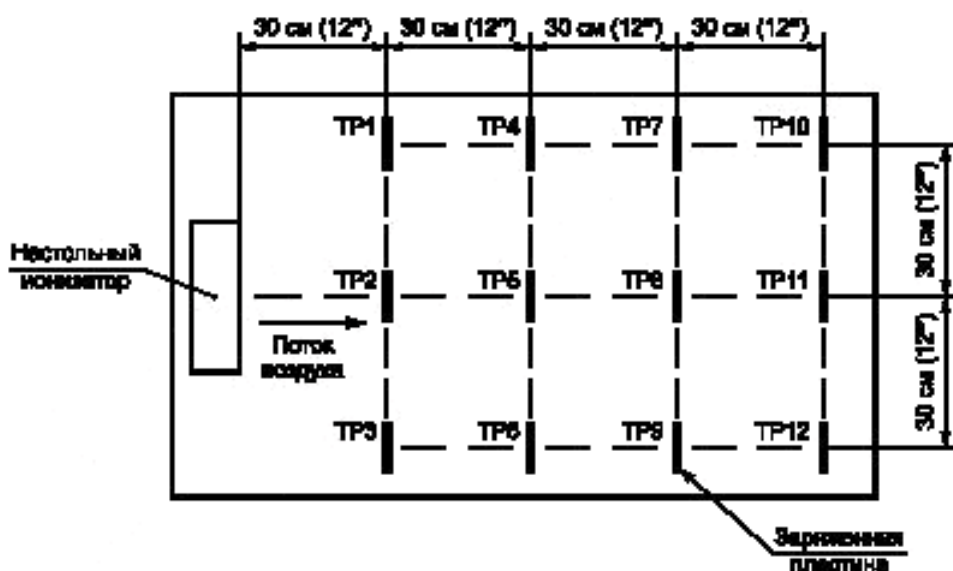 30 см (12") 30 см (12") 30 см (12") 30 см (12")
TP1 TP4 TP7 TP10
30 см (12")
Настольный
ионизатор
TP2 TP5 TP8 TP11
Поток
воздуха
30 см (12")
TP3 TP6 TP9 TP12
Заряженная
пластина